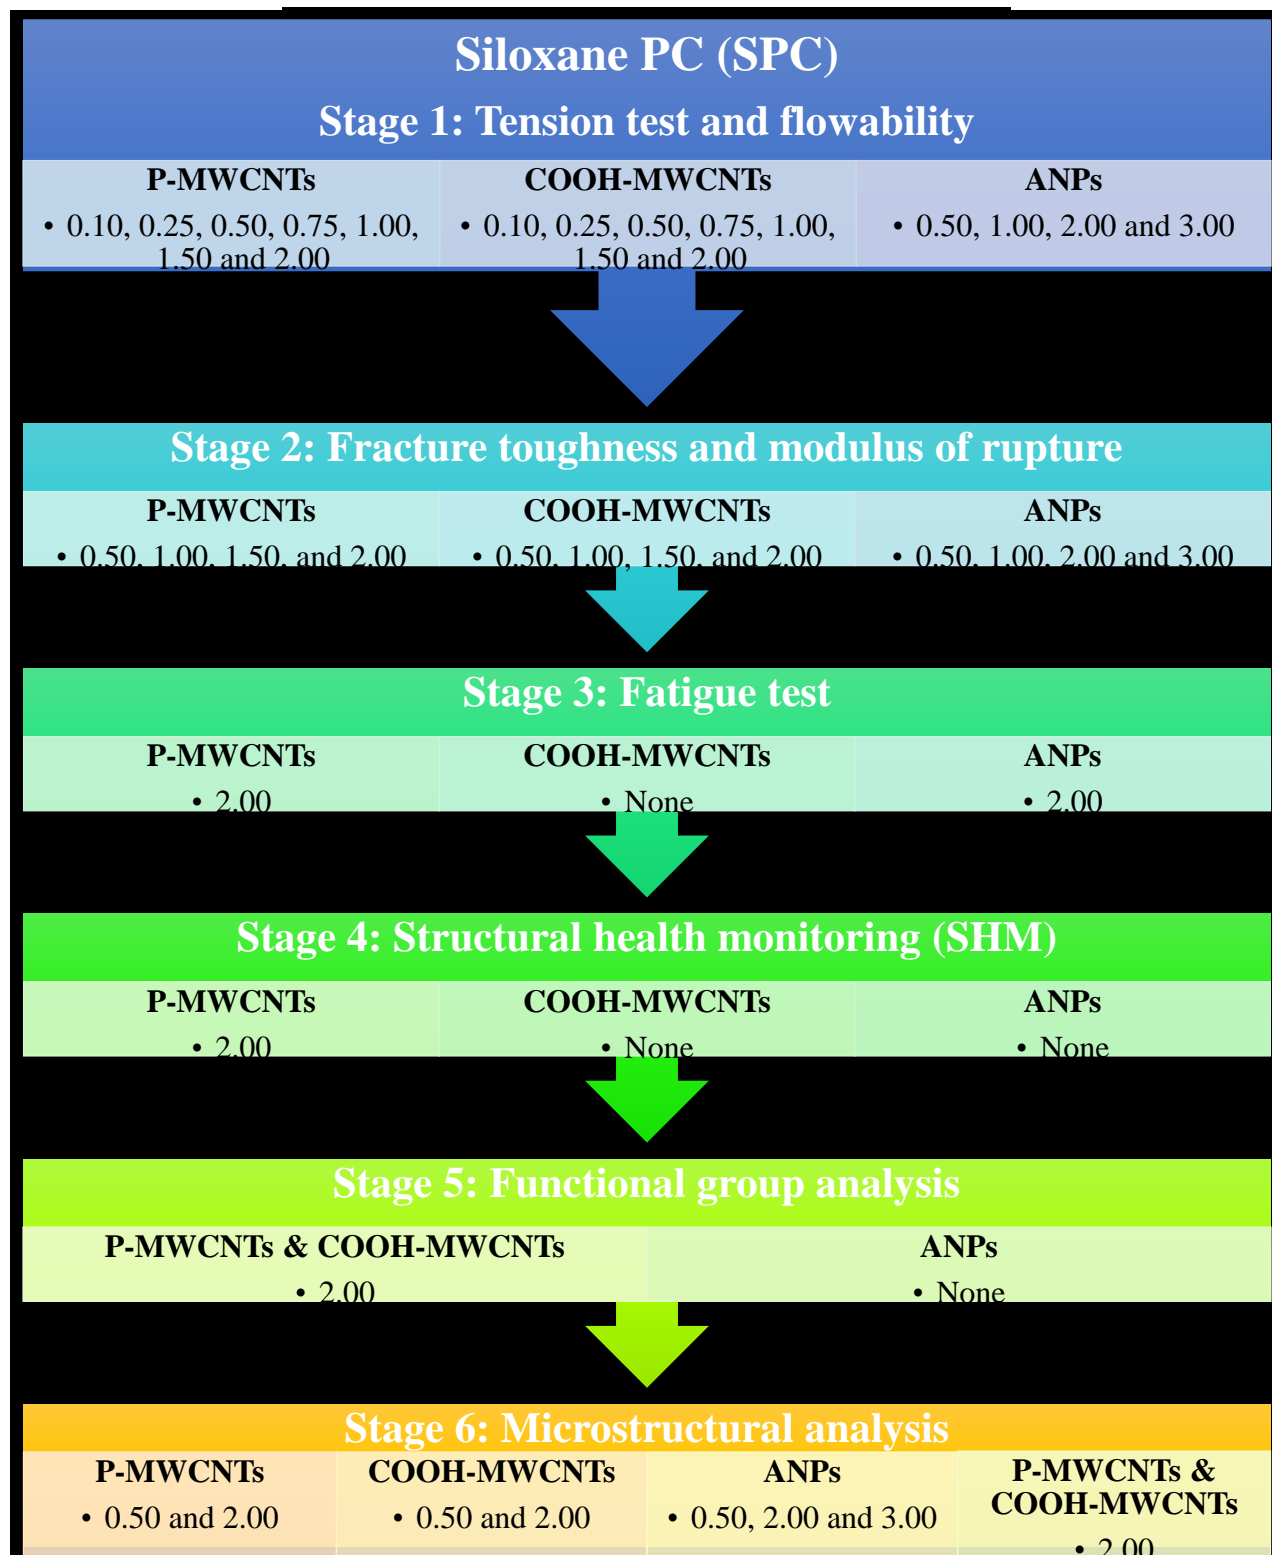 Siloxane PC (SPC)
Stage 1: Tension test and flowability
P-MWCNTs
• 0.10, 0.25, 0.50, 0.75, 1.00,
1.50 and 2.00
COOH-MWCNTs
• 0.10, 0.25, 0.50, 0.75, 1.00,
1.50 and 2.00
ANPs
• 0.50, 1.00, 2.00 and 3.00
Stage 2: Fracture toughness and modulus of rupture
P-MWCNTs
• 0.50, 1.00, 1.50, and 2.00
COOH-MWCNTs
• 0.50, 1.00, 1.50, and 2.00
ANPs
• 0.50, 1.00, 2.00 and 3.00
Stage 3: Fatigue test
P-MWCNTs
• 2.00
COOH-MWCNTs
• None
ANPs
• 2.00
Stage 4: Structural health monitoring (SHM)
P-MWCNTs
• 2.00
COOH-MWCNTs
• None
ANPs
• None
Stage 5: Functional group analysis
P-MWCNTs & COOH-MWCNTs
• 2.00
ANPs
• None
Stage 6: Microstructural analysis
P-MWCNTs
• 0.50 and 2.00
COOH-MWCNTs
• 0.50 and 2.00
ANPs
• 0.50, 2.00 and 3.00
P-MWCNTs &
COOH-MWCNTs
• 2.00